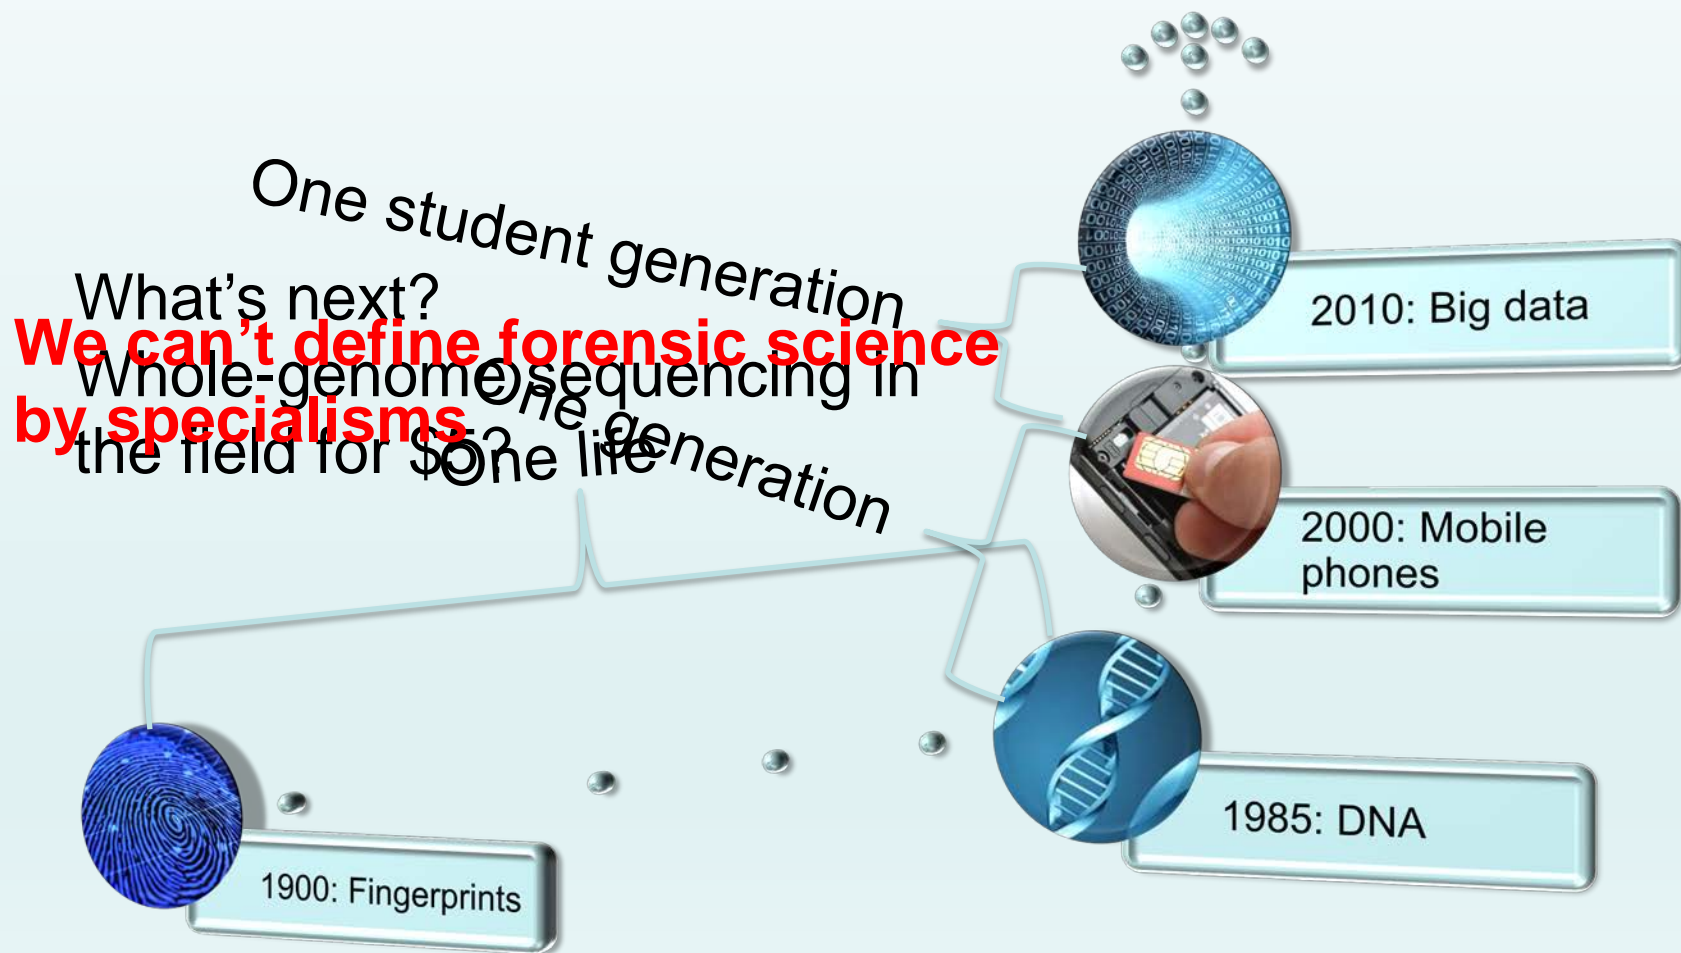 One student generation
What's next?
Whole-genome sequencing in
the field for $5?
We can't define forensic science
by specialisms
One generation
One life
2010: Big data
2000: Mobile
phones
1985: DNA
1900: Fingerprints